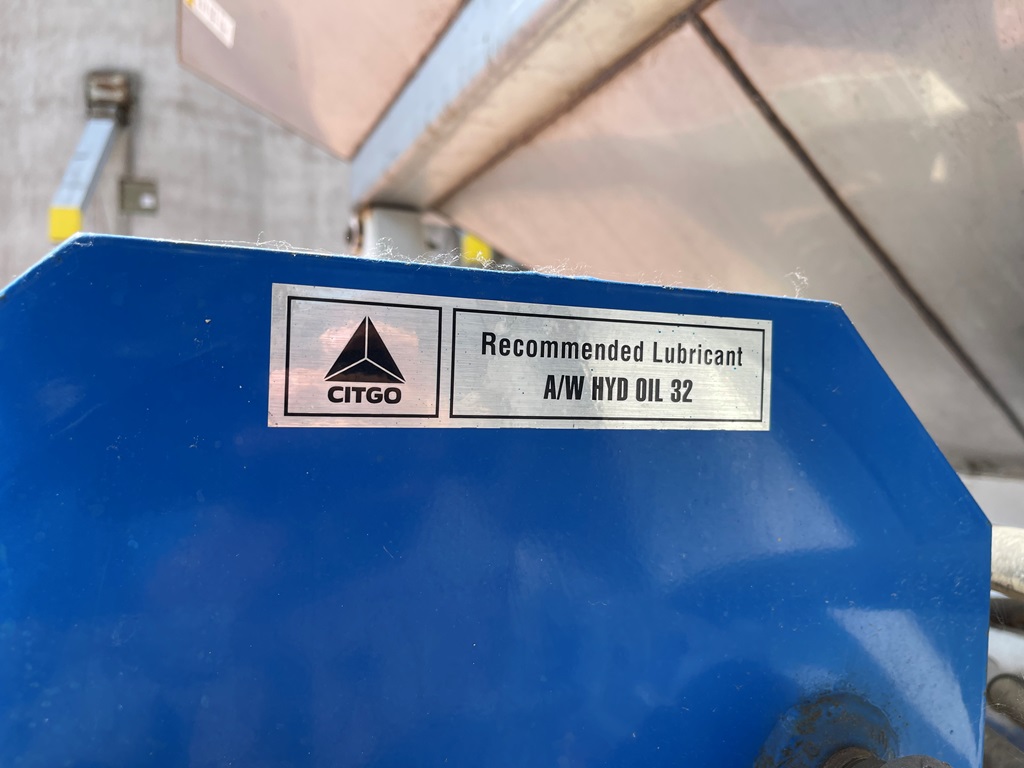 CITGO
Recommended Lubricant
A/W HYD OIL 32